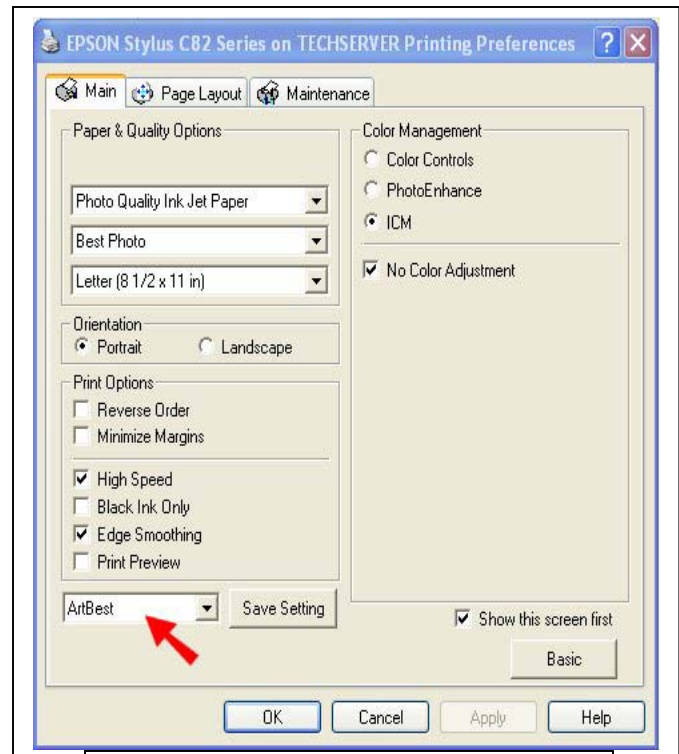 EPSON Stylus C82 Series on TECHSERVER Printing Preferences
Main
Page Layout
Maintenance
Paper & Quality Options
Photo Quality Ink Jet Paper
Best Photo
Letter (8 1/2 x 11 in)
Orientation
Portrait
Landscape
Print Options
Reverse Order
Minimize Margins
High Speed
Black Ink Only
Edge Smoothing
Print Preview
ArtBest
Save Setting
Color Management
Color Controls
PhotoEnhance
ICM
No Color Adjustment
Show this screen first
Basic
OK
Cancel
Apply
Help